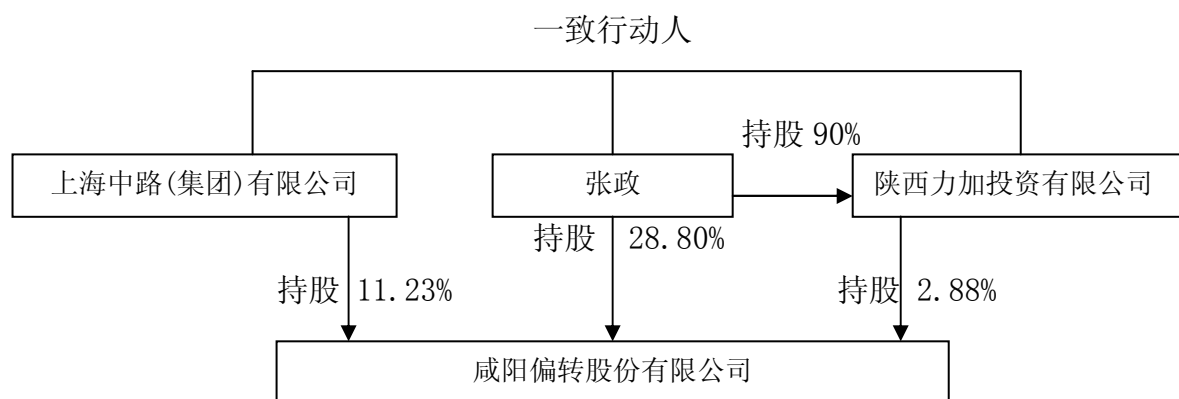 一致行动人
持股 90%
上海中路(集团)有限公司
张政
陕西力加投资有限公司
持股 28.80%
持股 11.23%
持股 2.88%
咸阳偏转股份有限公司